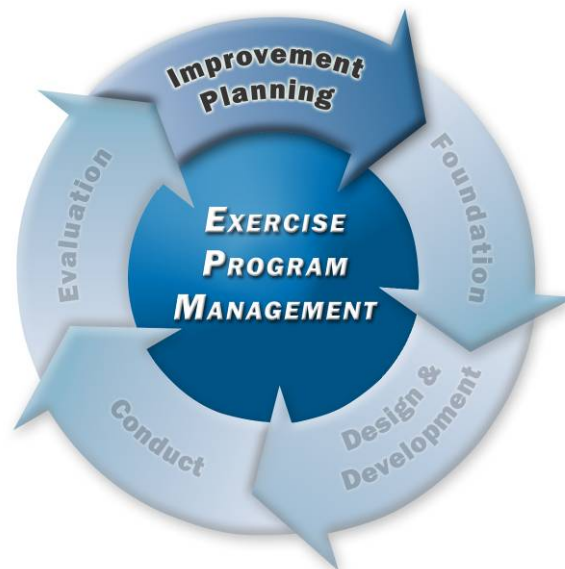 Improvement
Planning
Foundation
Design &
Development
Conduct
Evaluation
EXERCISE
PROGRAM
MANAGEMENT